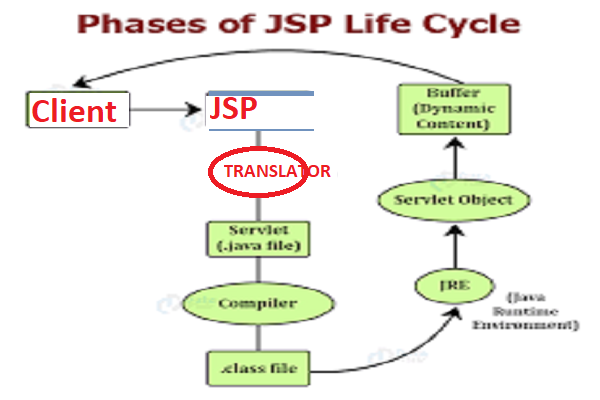 Phases of JSP Life Cycle
Client
JSP
Buffer
(Dynamic
Content)
TRANSLATOR
Servlet Object
Servlet
(.java file)
Compiler
JRE
(Java
Runtime
Environment)
.class file